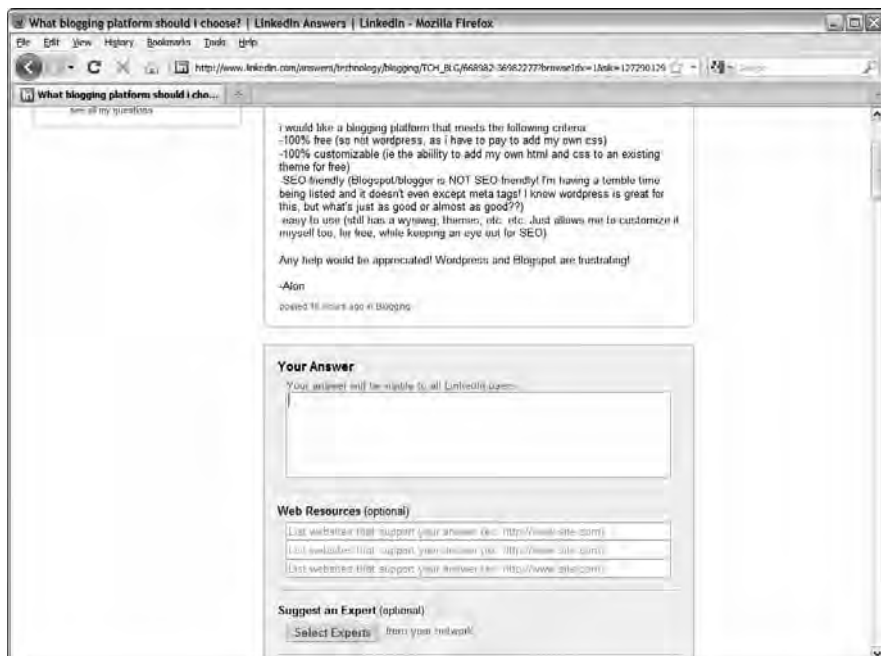 What blogging platform should I choose? | LinkedIn Answers | LinkedIn - Mozilla Firefox
File Edit View History Bookmarks Tools Help
What blogging platform should i cho...
see all my questions
i would like a blogging platform that meets the following criteria
-100% free (so not wordpress, as i have to pay to add my own css)
-100% customizable (ie the ability to add my own html and css to an existing
theme for free)
SEO friendly (Blogspot/blogger is NOT SEO friendly! I'm having a terrible time
being listed and it doesn't even except meta tags! I know wordpress is great for
this, but what's just as good or almost as good??)
easy to use (still has a wysiwyg, themes, etc. etc. Just allows me to customize it
myself too, for free, while keeping an eye out for SEO)
Any help would be appreciated! Wordpress and Blogspot are frustrating!
-Alon
posted 16 hours ago in Blogging
Your Answer
Your answer will be visible to all LinkedIn users
Web Resources (optional)
List websites that support your answer (ex: http://www.site.com)
List websites that support your answer (ex: http://www.site.com)
List websites that support your answer (ex: http://www.site.com)
Suggest an Expert (optional)
Select Experts from your network